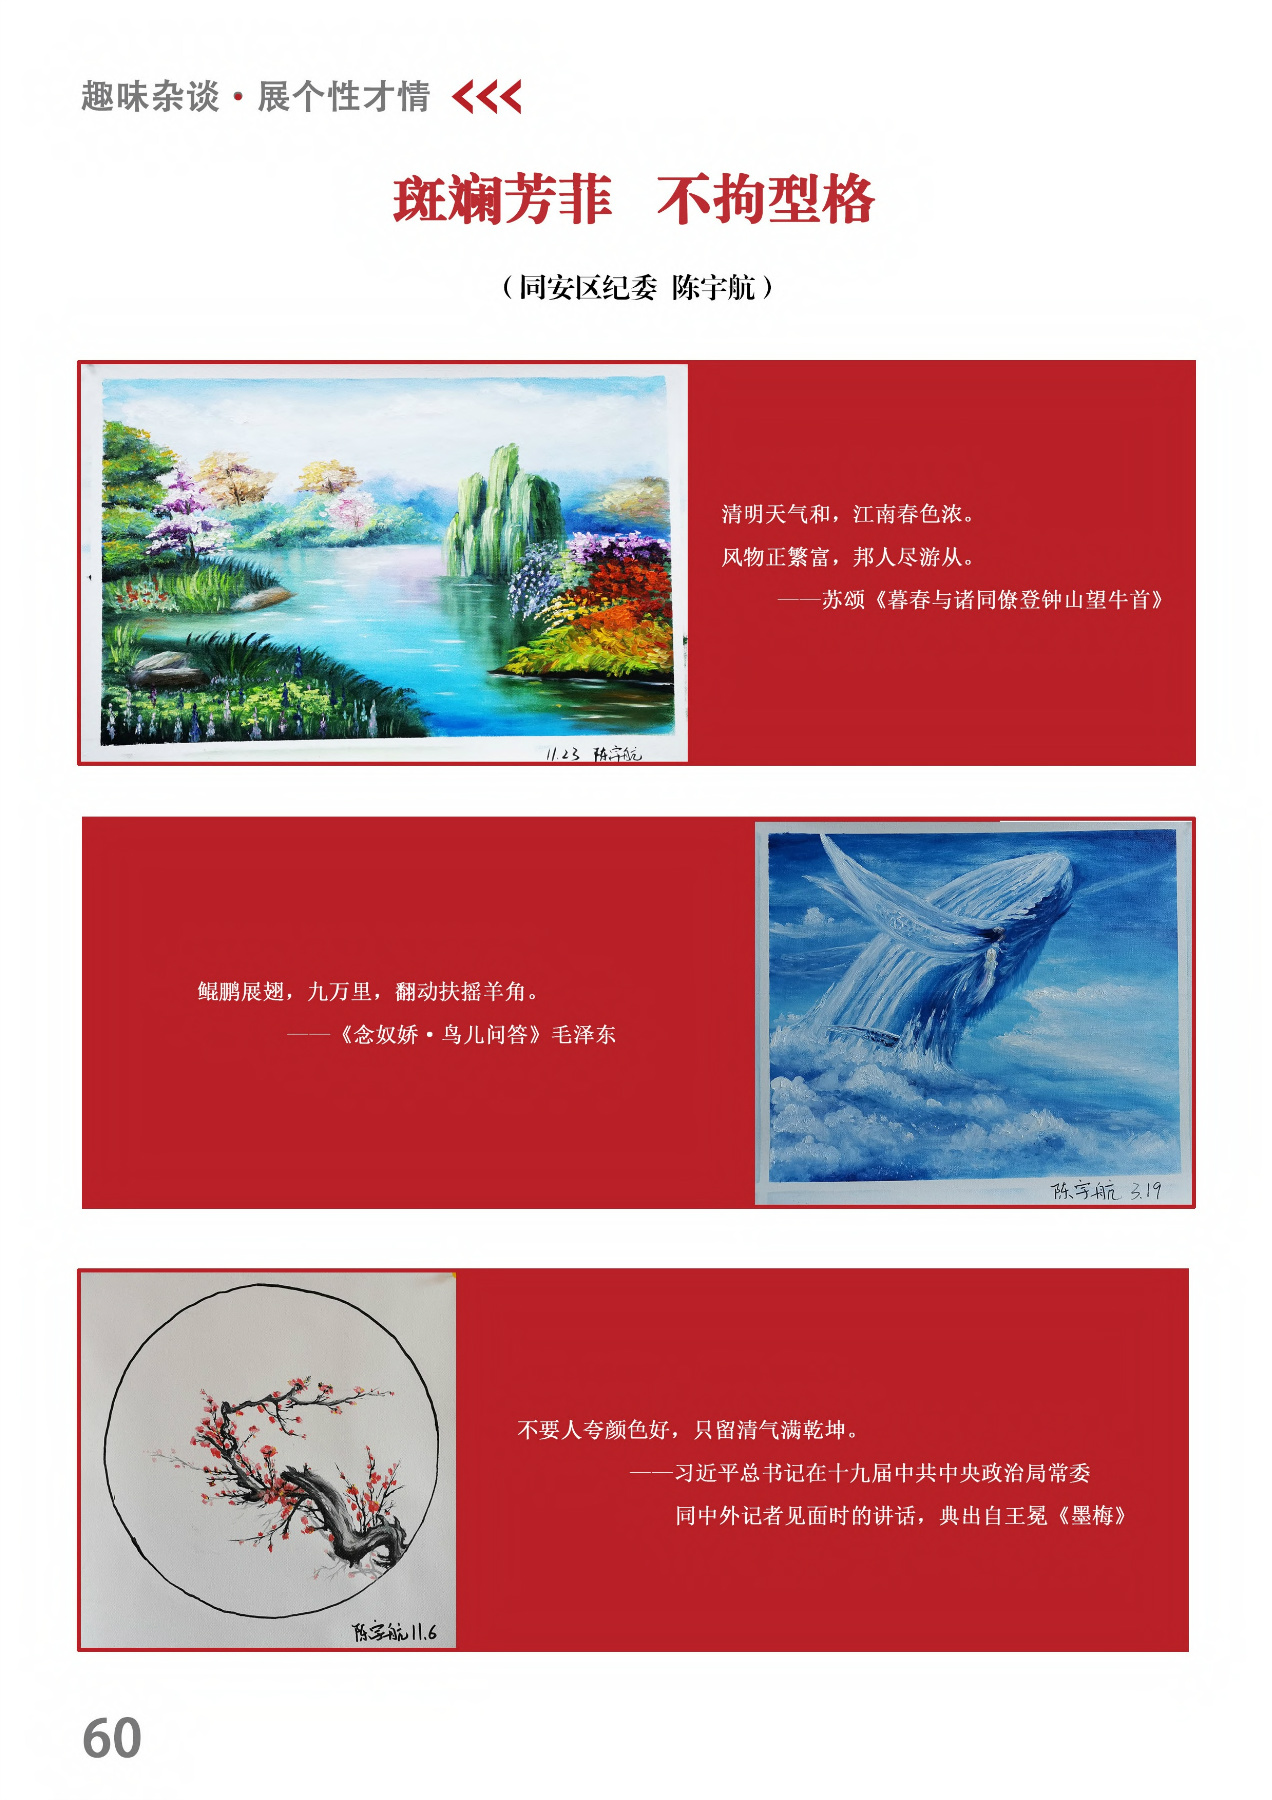 趣味杂谈·展个性才情
斑斓芳菲 不拘型格
（同安区纪委 陈宇航）
清明天气和，江南春色浓。
风物正繁富，邦人尽游从。
——苏颂《暮春与诸同僚登钟山望牛首》
11.23 陈宇航
鲲鹏展翅，九万里，翻动扶摇羊角。
——《念奴娇·鸟儿问答》毛泽东
陈宇航 3.19
不要人夸颜色好，只留清气满乾坤。
——习近平总书记在十九届中共中央政治局常委
同中外记者见面时的讲话，典出自王冕《墨梅》
陈宇航11.6
60